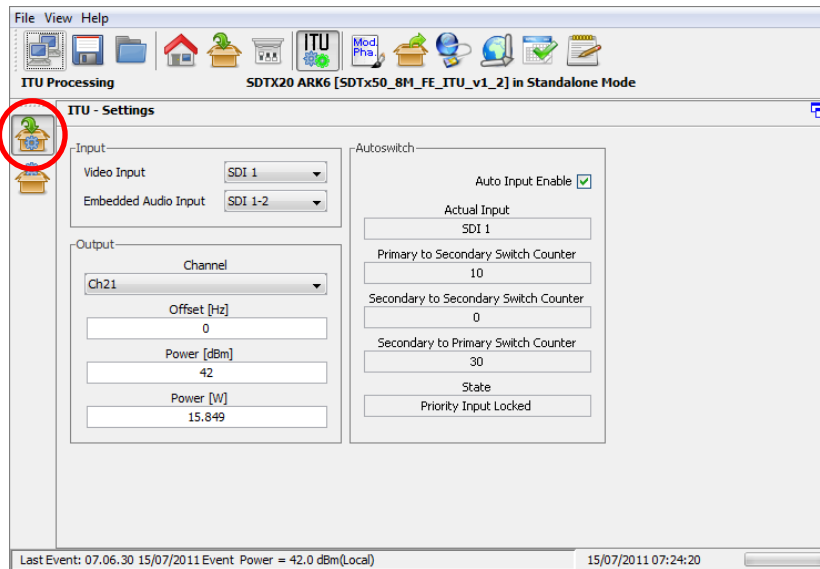 File View Help
ITU
Mod.
Pha.
ITU Processing
SDTX20 ARK6 [SDTx50_8M_FE_ITU_v1_2] in Standalone Mode
ITU - Settings
Input
Video Input SDI 1
Embedded Audio Input SDI 1-2
Output
Channel
Ch21
Offset [Hz]
0
Power [dBm]
42
Power [W]
15.849
Autoswitch
Auto Input Enable
Actual Input
SDI 1
Primary to Secondary Switch Counter
10
Secondary to Secondary Switch Counter
0
Secondary to Primary Switch Counter
30
State
Priority Input Locked
Last Event: 07.06.30 15/07/2011 Event Power = 42.0 dBm(Local)
15/07/2011 07:24:20